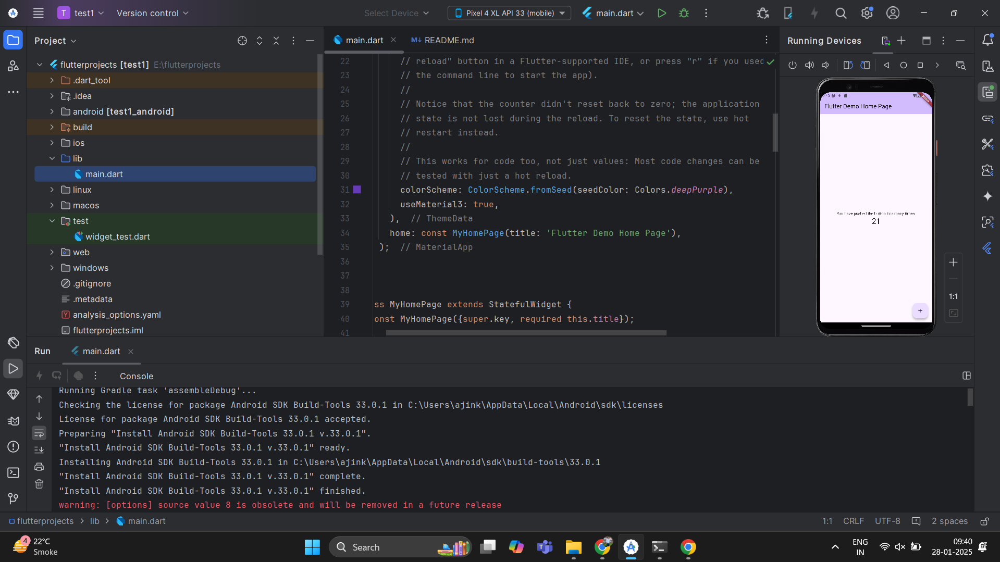 T test1 Version control Select Device Pixel 4 XL API 33 (mobile) main.dart
Project
main.dart
M↓ README.md
Running Devices
flutterprojects [test1] E:\flutterprojects
.dart_tool
.idea
android [test1_android]
build
ios
lib
main.dart
linux
macos
test
widget_test.dart
web
windows
.gitignore
.metadata
Y analysis_options.yaml
flutterprojects.iml
22 // reload" button in a Flutter-supported IDE, or press "r" if you used
23 // the command line to start the app).
24 //
25 // Notice that the counter didn't reset back to zero; the application
26 // state is not lost during the reload. To reset the state, use hot
27 // restart instead.
28 //
29 // This works for code too, not just values: Most code changes can be
30 // tested with just a hot reload.
31 colorScheme: ColorScheme.fromSeed(seedColor: Colors.deepPurple),
32 useMaterial3: true,
33 ), // ThemeData
34 home: const MyHomePage(title: 'Flutter Demo Home Page'),
35 ); // MaterialApp
36
37
38
39 ss MyHomePage extends StatefulWidget {
40 onst MyHomePage({super.key, required this.title});
41
Flutter Demo Home Page
You have pushed the button this many times
21
+
1:1
Run main.dart
Console
Running Gradle task 'assembleDebug'...
Checking the license for package Android SDK Build-Tools 33.0.1 in C:\Users\ajink\AppData\Local\Android\sdk\licenses
License for package Android SDK Build-Tools 33.0.1 accepted.
Preparing "Install Android SDK Build-Tools 33.0.1 v.33.0.1".
"Install Android SDK Build-Tools 33.0.1 v.33.0.1" ready.
Installing Android SDK Build-Tools 33.0.1 in C:\Users\ajink\AppData\Local\Android\sdk\build-tools\33.0.1
"Install Android SDK Build-Tools 33.0.1 v.33.0.1" complete.
"Install Android SDK Build-Tools 33.0.1 v.33.0.1" finished.
warning: [options] source value 8 is obsolete and will be removed in a future release
flutterprojects > lib > main.dart
1:1 CRLF UTF-8 2 spaces
4 22°C
Smoke
Search
ENG
IN
09:40
28-01-2025